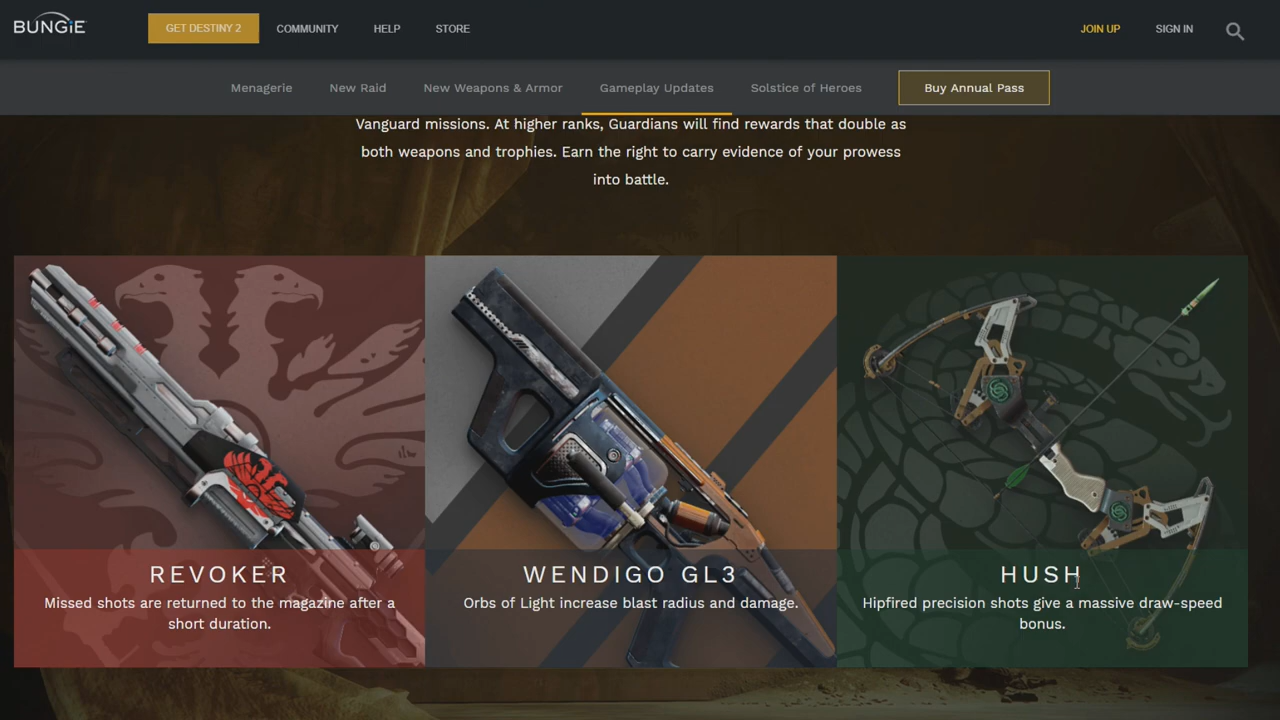 BUNGiE
GET DESTINY 2
COMMUNITY
HELP
STORE
JOIN UP
SIGN IN
Menagerie
New Raid
New Weapons & Armor
Gameplay Updates
Solstice of Heroes
Buy Annual Pass
Vanguard missions. At higher ranks, Guardians will find rewards that double as
both weapons and trophies. Earn the right to carry evidence of your prowess
into battle.
REVOKER
Missed shots are returned to the magazine after a
short duration.
WENDIGO GL3
Orbs of Light increase blast radius and damage.
HUSH
Hipfired precision shots give a massive draw-speed
bonus.